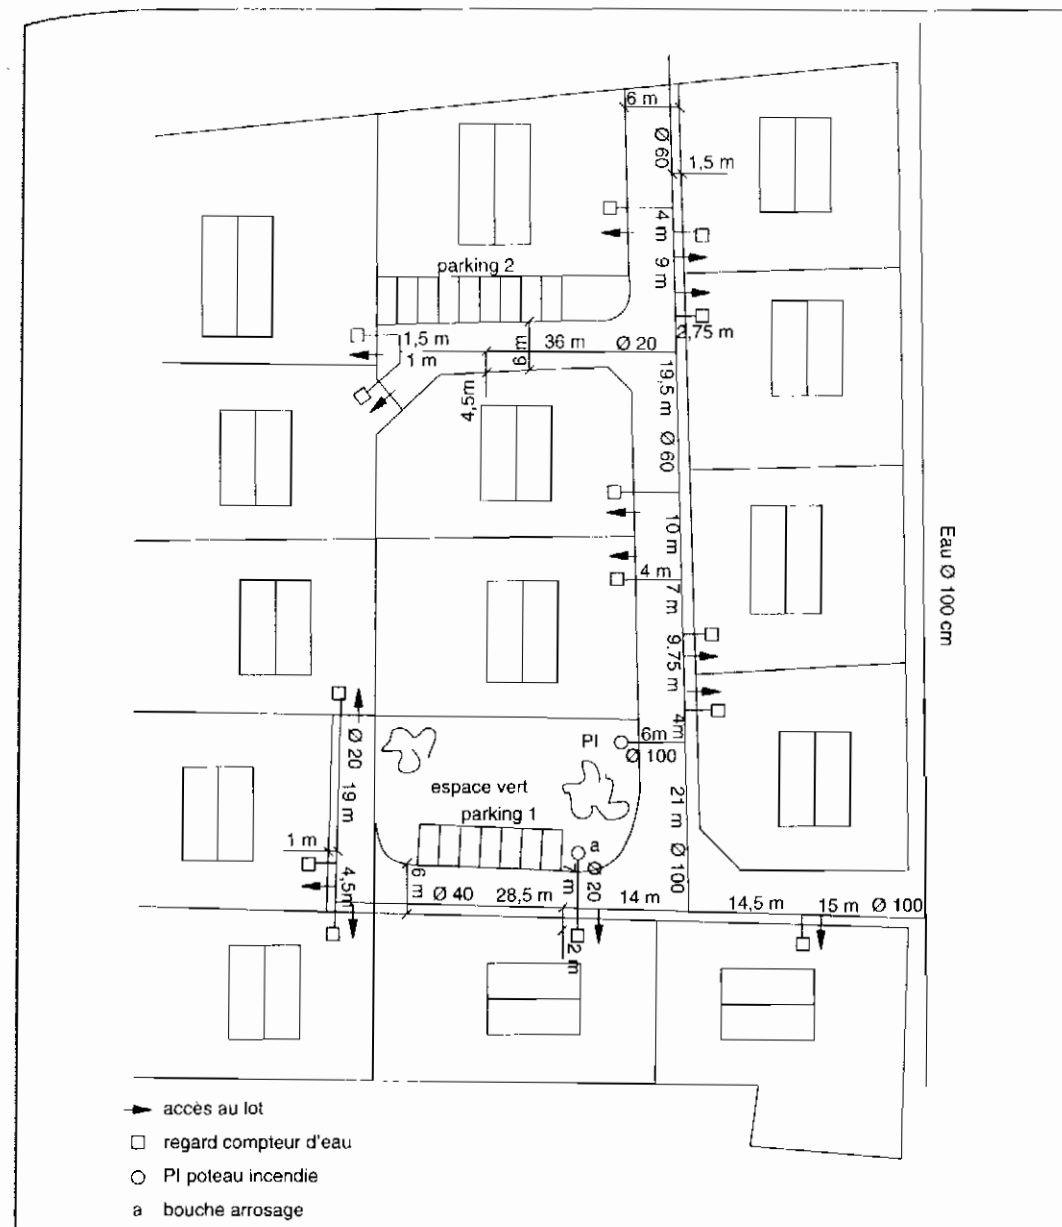 6 m
Ø 60
1,5 m
4 m
9 m
parking 2
2,75 m
1,5 m
36 m
Ø 20
1 m
6 m
4,5m
19,5 m
Ø 60
10 m
4 m
7 m
Eau Ø 100 cm
9.75 m
4m
PI
6m
Ø 100
Ø 20
19 m
espace vert
parking 1
21 m
Ø 100
1 m
a
4,5m
6 m
Ø 40
28,5 m
7 m
Ø 20
14 m
14,5 m
15 m
Ø 100
2 m
accès au lot
regard compteur d'eau
PI poteau incendie
a bouche arrosage